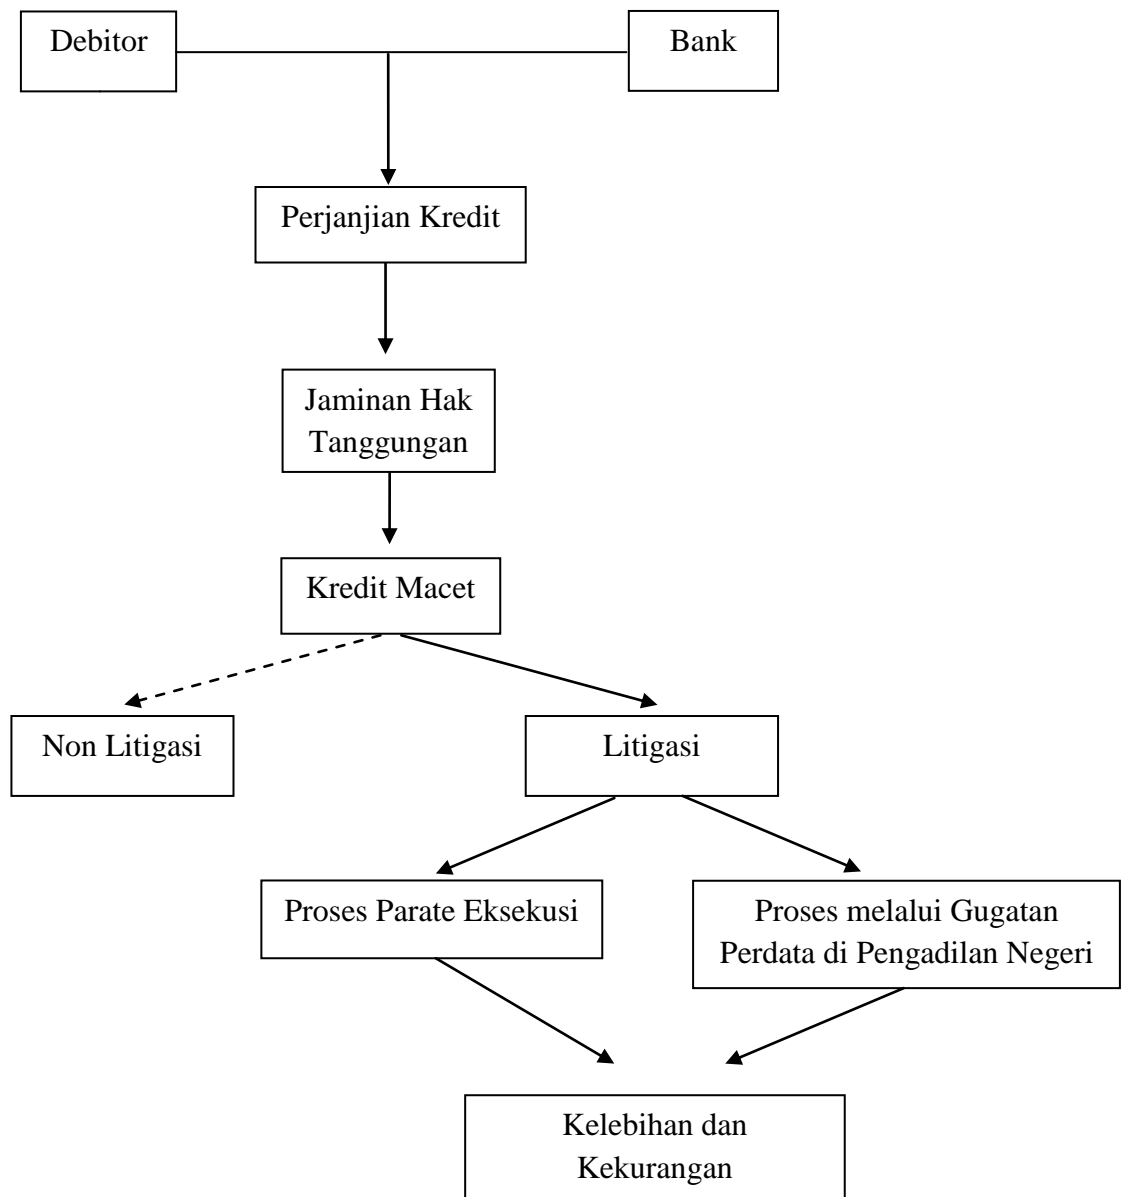 Debitor
Bank
Perjanjian Kredit
Jaminan Hak
Tanggungan
Kredit Macet
Non Litigasi
Litigasi
Proses Parate Eksekusi
Proses melalui Gugatan
Perdata di Pengadilan Negeri
Kelebihan dan
Kekurangan